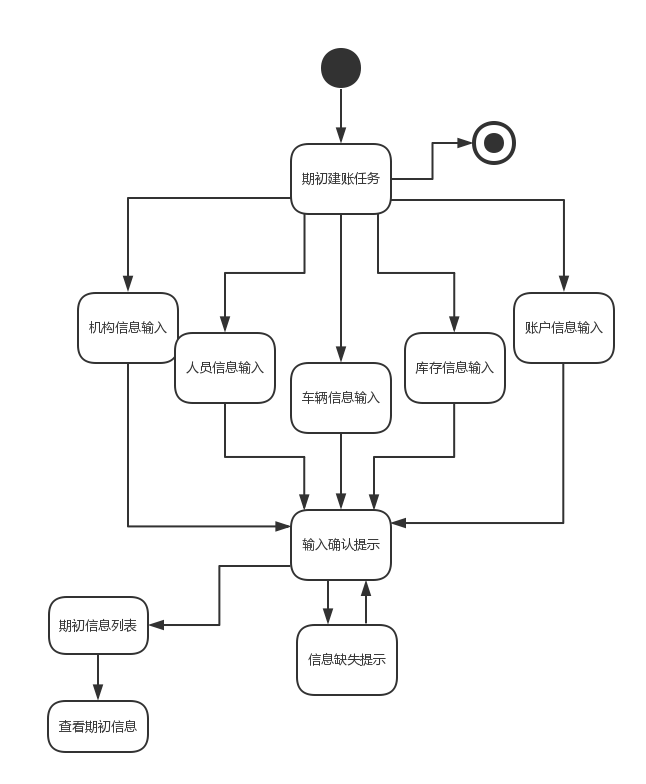 期初建账任务
机构信息输入
人员信息输入
车辆信息输入
库存信息输入
账户信息输入
输入确认提示
期初信息列表
信息缺失提示
查看期初信息